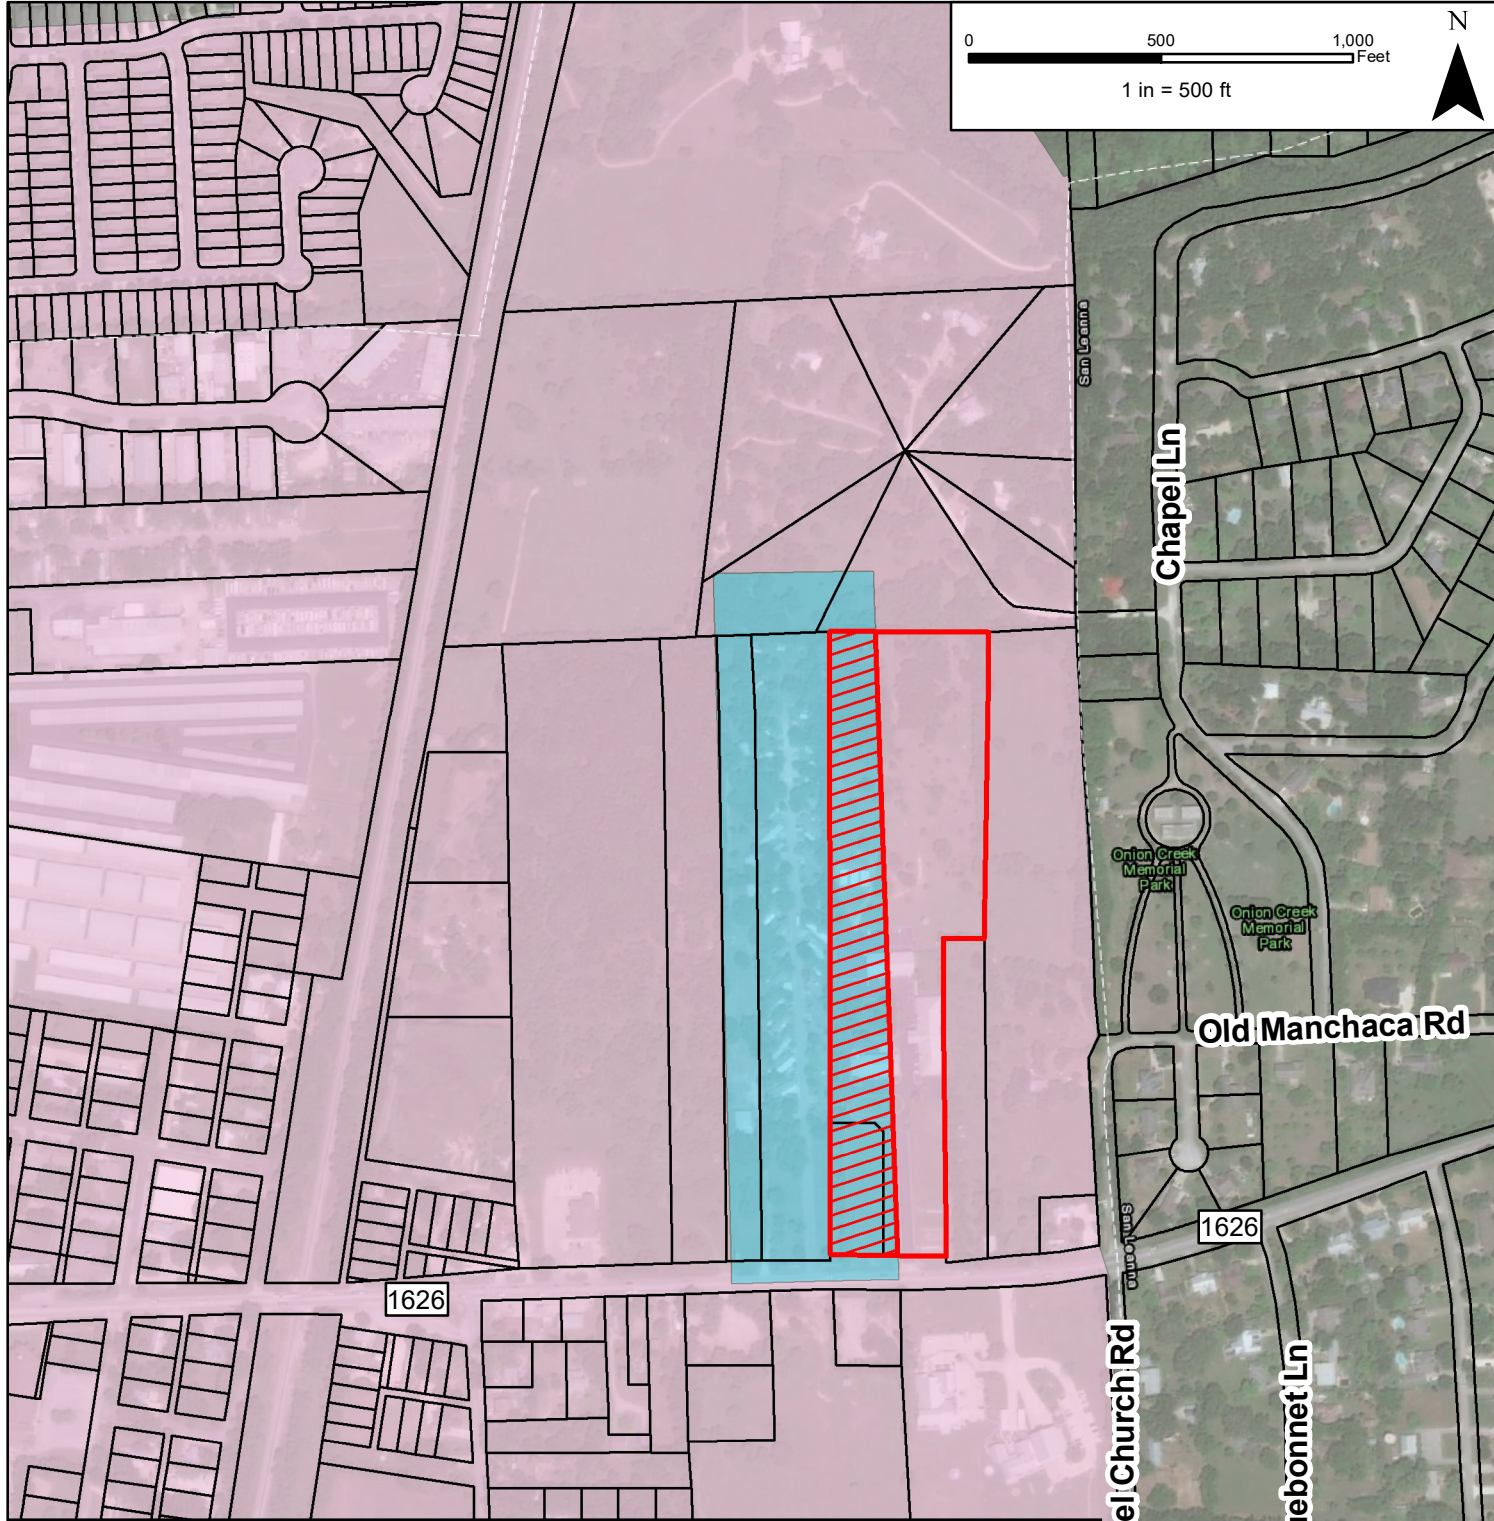 N
0 500 1,000
Feet
1 in = 500 ft
San Leanna
Chapel Ln
Onion Creek
Memorial
Park
Onion Creek
Memorial
Park
Old Manchaca Rd
San Leanna
1626
1626
el Church Rd
uebonnet Ln